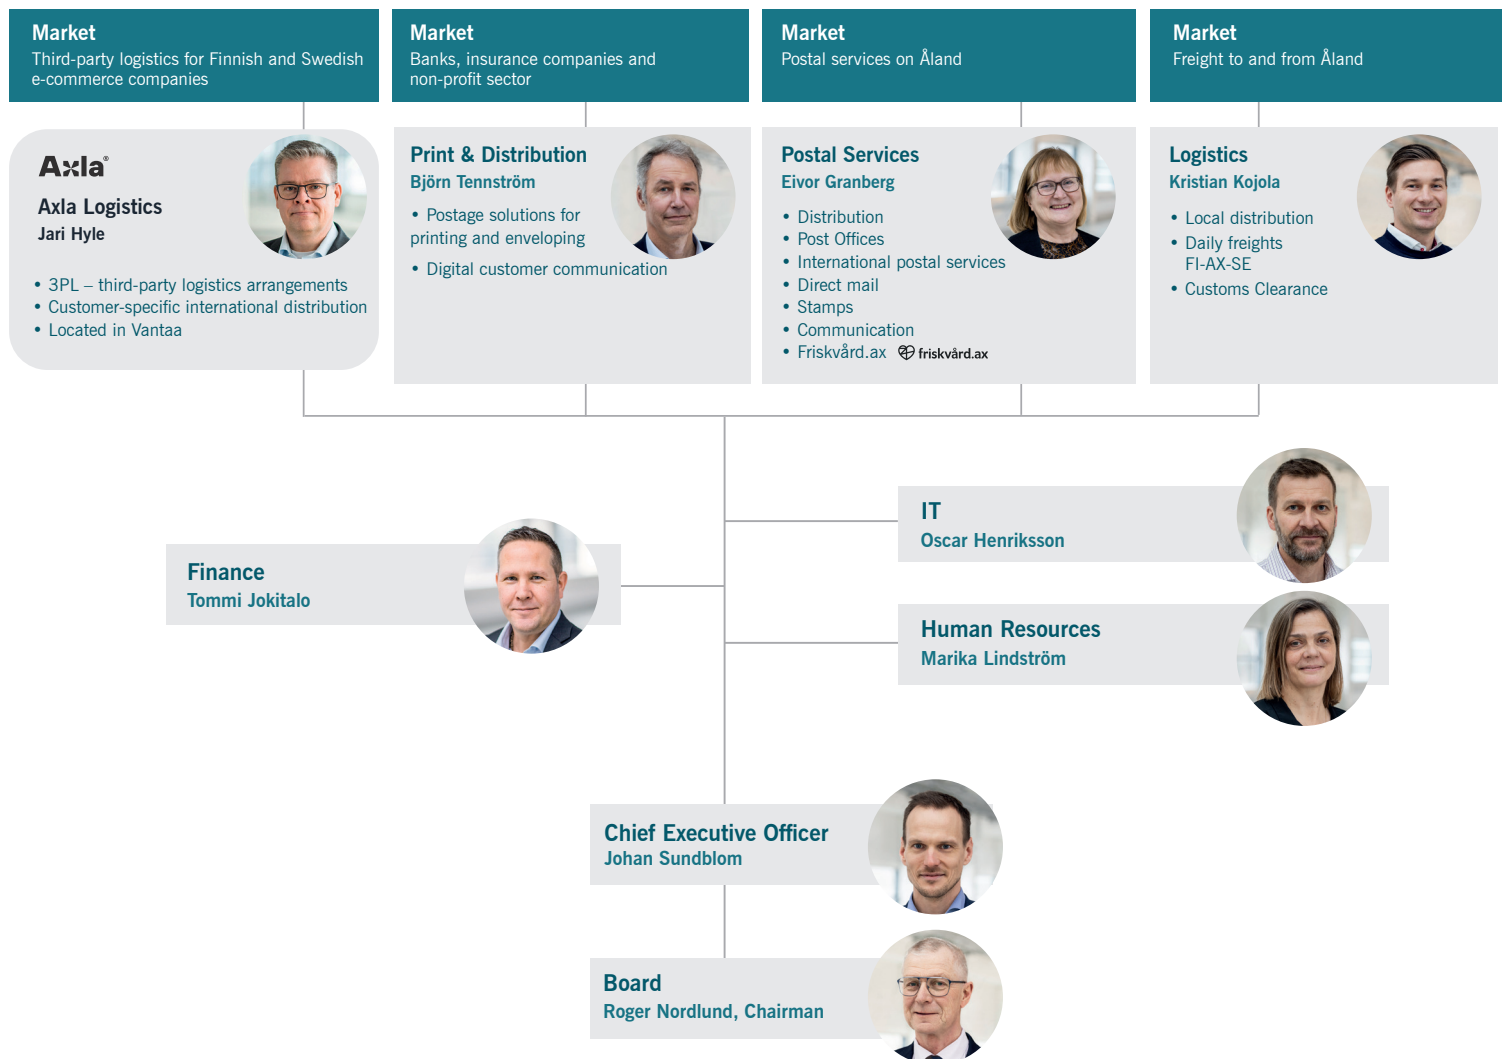 Market
Third-party logistics for Finnish and Swedish
e-commerce companies
Market
Banks, insurance companies and
non-profit sector
Market
Postal services on Åland
Market
Freight to and from Åland
Axla®
Axla Logistics
Jari Hyle
• 3PL – third-party logistics arrangements
• Customer-specific international distribution
• Located in Vantaa
Print & Distribution
Björn Tennström
• Postage solutions for
printing and enveloping
• Digital customer communication
Postal Services
Eivor Granberg
• Distribution
• Post Offices
• International postal services
• Direct mail
• Stamps
• Communication
• Friskvård.ax friskvård.ax
Logistics
Kristian Kojola
• Local distribution
• Daily freights
FI-AX-SE
• Customs Clearance
IT
Oscar Henriksson
Finance
Tommi Jokitalo
Human Resources
Marika Lindström
Chief Executive Officer
Johan Sundblom
Board
Roger Nordlund, Chairman